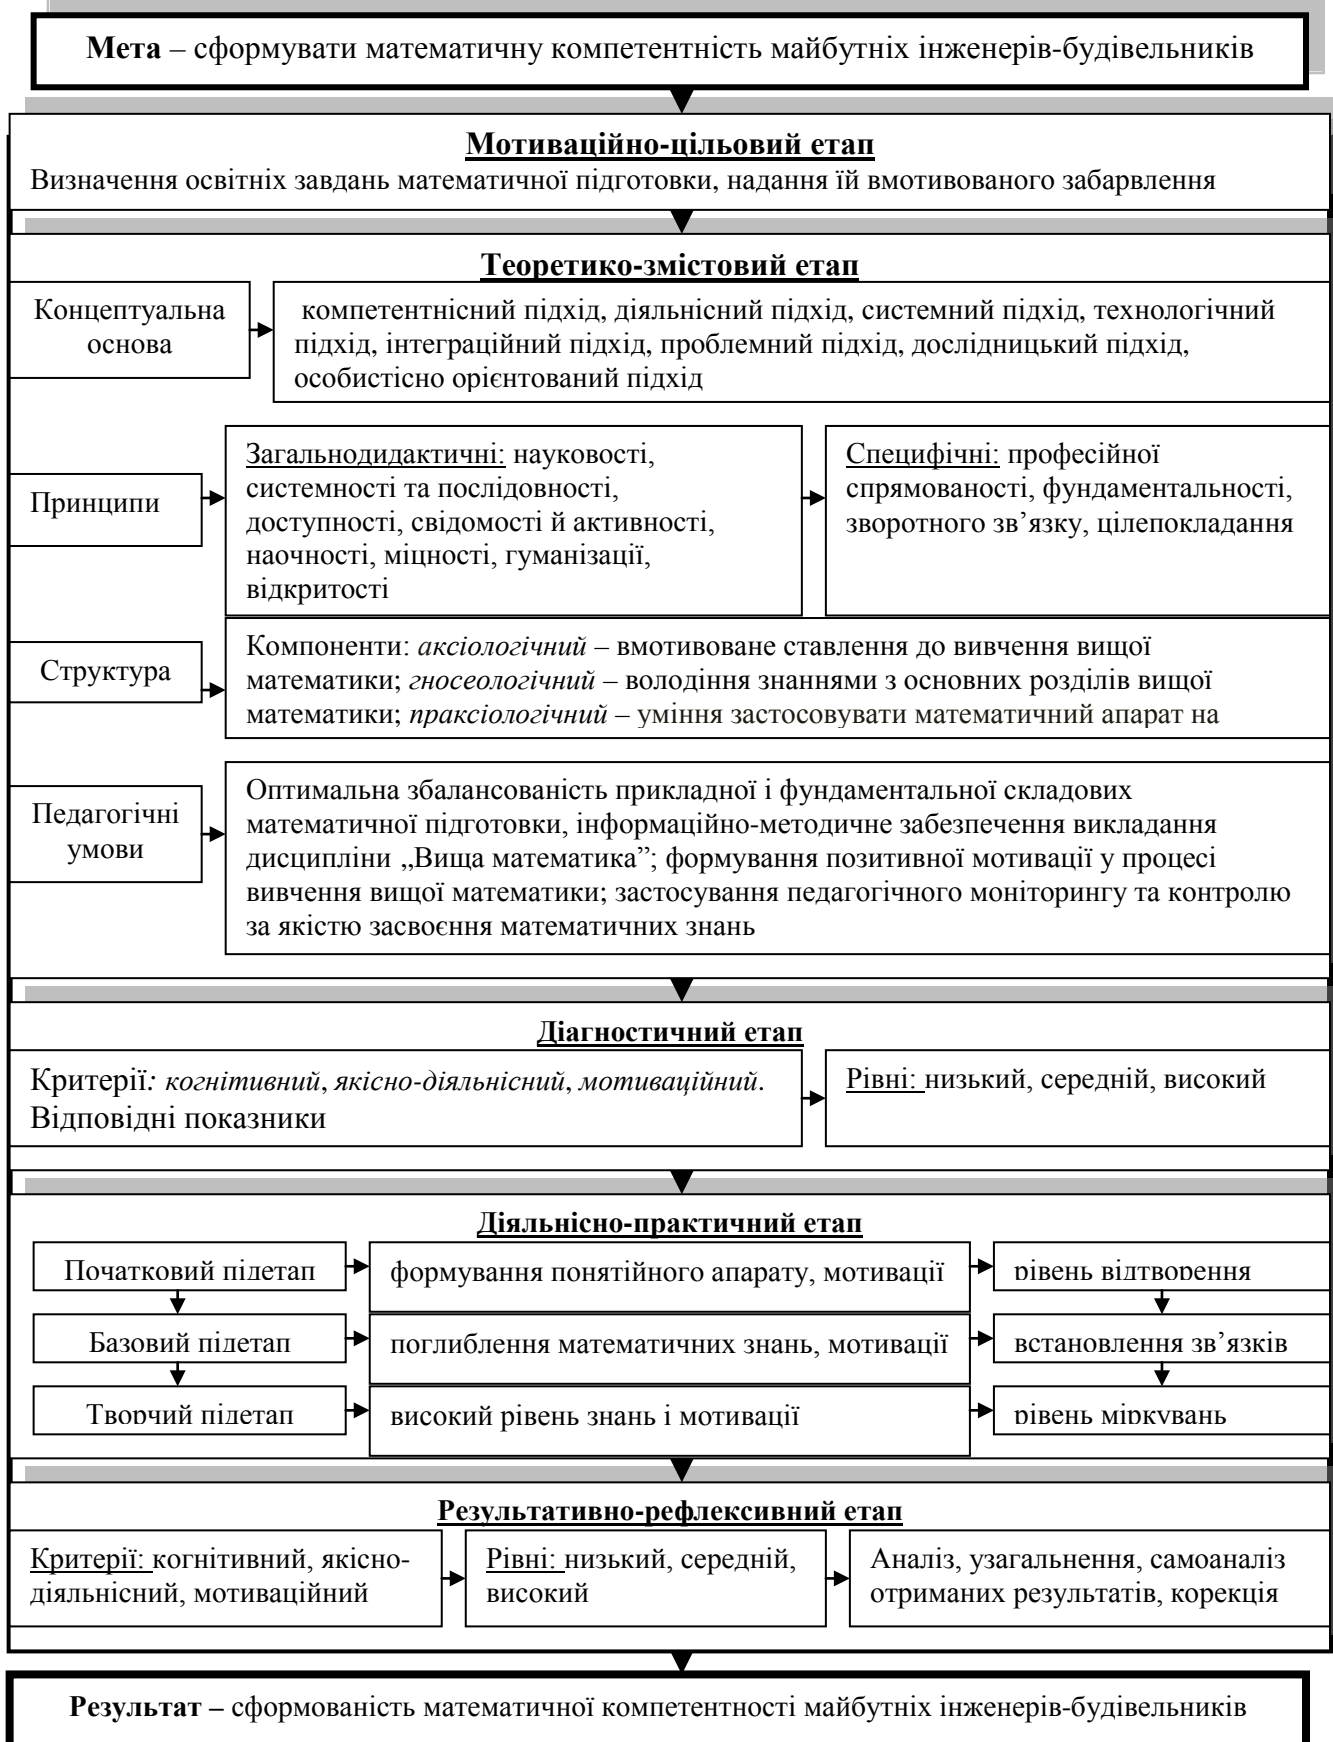 Мета – сформувати математичну компетентність майбутніх інженерів-будівельників
Мотиваційно-цільовий етап
Визначення освітніх завдань математичної підготовки, надання їй вмотивованого забарвлення
Теоретико-змістовий етап
Концептуальна
основа
компетентнісний підхід, діяльнісний підхід, системний підхід, технологічний
підхід, інтеграційний підхід, проблемний підхід, дослідницький підхід,
особистісно орієнтований підхід
Принципи
Загальнодидактичні: науковості,
системності та послідовності,
доступності, свідомості й активності,
наочності, міцності, гуманізації,
відкритості
Специфічні: професійної
спрямованості, фундаментальності,
зворотного зв’язку, цілепокладання
Структура
Компоненти: аксіологічний – вмотивоване ставлення до вивчення вищої
математики; гносеологічний – володіння знаннями з основних розділів вищої
математики; праксіологічний – уміння застосовувати математичний апарат на
Педагогічні
умови
Оптимальна збалансованість прикладної і фундаментальної складових
математичної підготовки, інформаційно-методичне забезпечення викладання
дисципліни „Вища математика”; формування позитивної мотивації у процесі
вивчення вищої математики; застосування педагогічного моніторингу та контролю
за якістю засвоєння математичних знань
Діагностичний етап
Критерії: когнітивний, якісно-діяльнісний, мотиваційний.
Відповідні показники
Рівні: низький, середній, високий
Діяльнісно-практичний етап
Початковий підетап
формування понятійного апарату, мотивації
рівень відтворення
Базовий підетап
поглиблення математичних знань, мотивації
встановлення зв’язків
Творчий підетап
високий рівень знань і мотивації
рівень міркувань
Результативно-рефлексивний етап
Критерії: когнітивний, якісно-
діяльнісний, мотиваційний
Рівні: низький, середній,
високий
Аналіз, узагальнення, самоаналіз
отриманих результатів, корекція
Результат – сформованість математичної компетентності майбутніх інженерів-будівельників